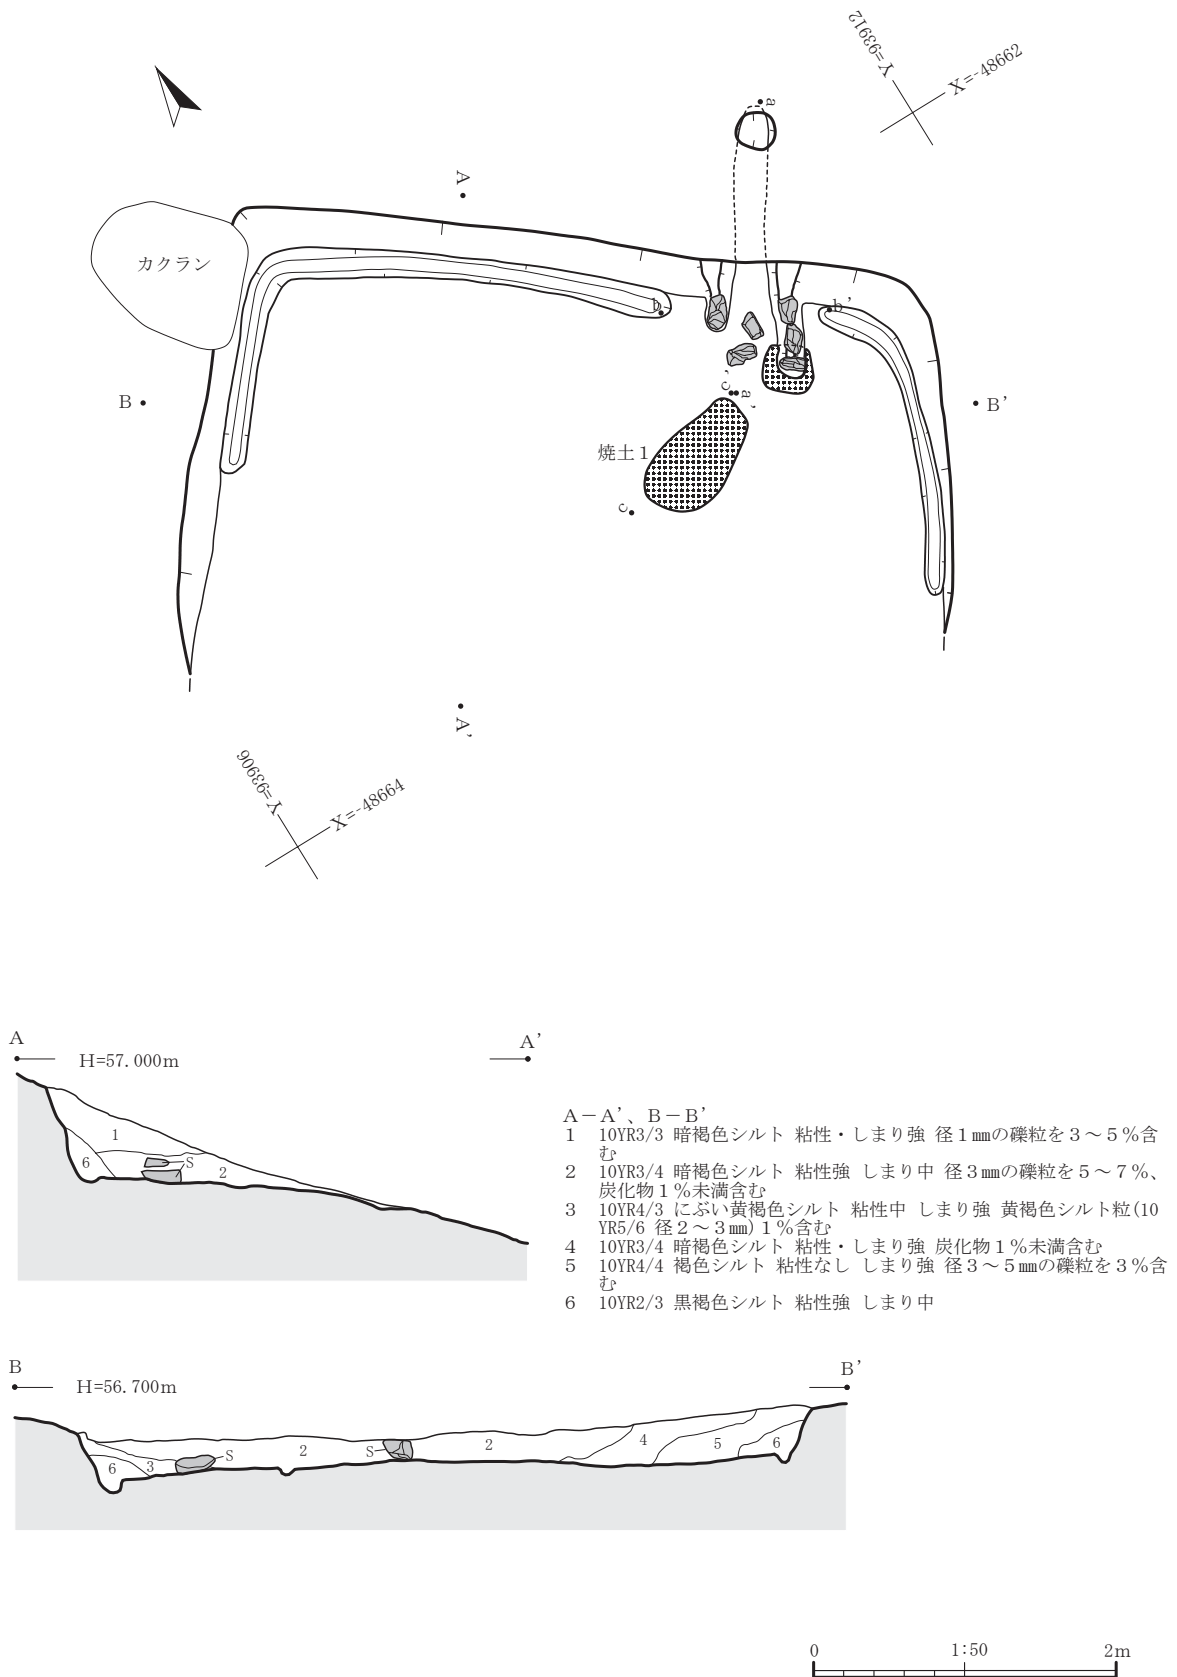 Y=93912
X=-48662
a
A
カクラン
b
b’
B
B’
c’
a’
焼土１
c
A’
Y=93906
X=-48664
A
A’
H=57.000m
1
6
S
2
A－A’、B－B’
1 10YR3/3 暗褐色シルト 粘性・しまり強 径１㎜の礫粒を３～５％含
む
2 10YR3/4 暗褐色シルト 粘性強 しまり中 径３㎜の礫粒を５～７％、
炭化物１％未満含む
3 10YR4/3 にぶい黄褐色シルト 粘性中 しまり強 黄褐色シルト粒(10
YR5/6 径２～３㎜)１％含む
4 10YR3/4 暗褐色シルト 粘性・しまり強 炭化物１％未満含む
5 10YR4/4 褐色シルト 粘性なし しまり強 径３～５㎜の礫粒を３％含
む
6 10YR2/3 黒褐色シルト 粘性強 しまり中
B
B’
H=56.700m
6
3
S
2
S
2
4
5
6
0 1:50 2m